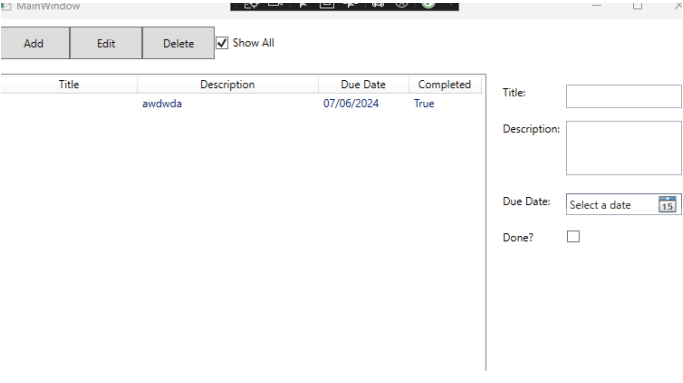 MainWindow
Add Edit Delete Show All
Title Description Due Date Completed
awdwda 07/06/2024 True
Title:
Description:
Due Date: Select a date 15
Done?